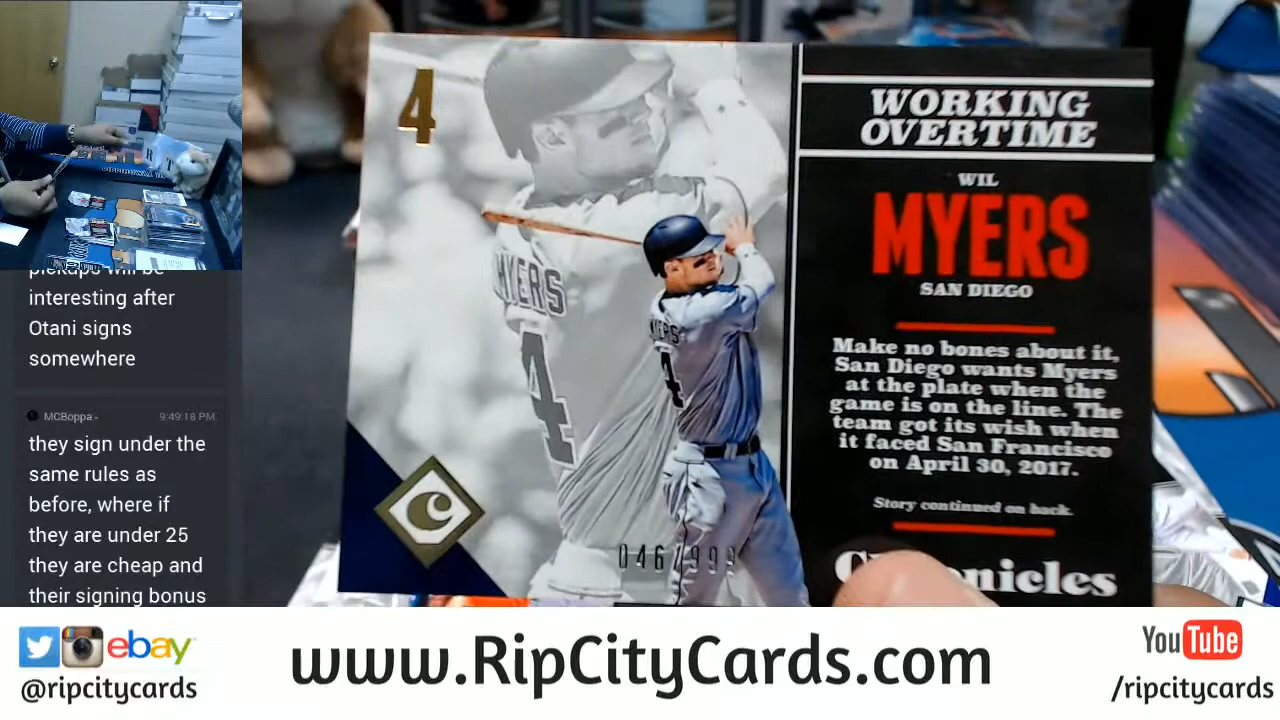 4
WORKING
OVERTIME
WIL
MYERS
SAN DIEGO
Make no bones about it,
San Diego wants Myers
at the plate when the
game is on the line. The
team got its wish when
it faced San Francisco
on April 30, 2017.
Story continued on back.
MYERS
4
MYERS
4
C
046/999
interesting after
Otani signs
somewhere
MCBoppa-
9:49:18 PM
they sign under the
same rules as
before, where if
they are under 25
they are cheap and
their signing bonus
ebay
@ripcitycards
www.RipCityCards.com
YouTube
/ripcitycards